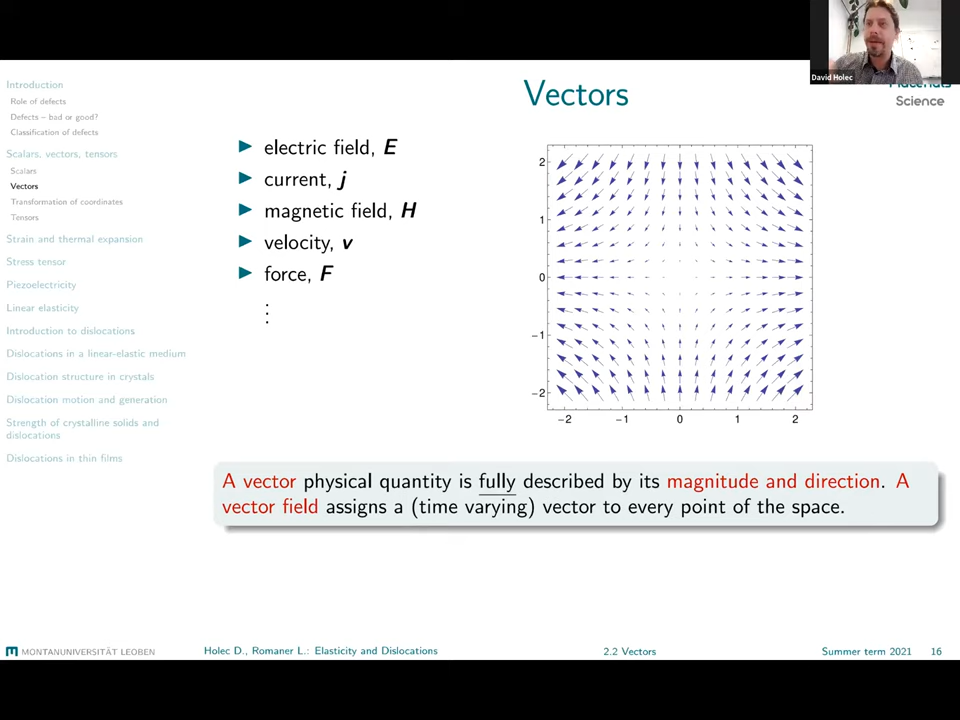 David Holec
Materials
Science
Vectors
Introduction
Role of defects
Defects – bad or good?
Classification of defects
Scalars, vectors, tensors
Scalars
Vectors
Transformation of coordinates
Tensors
Strain and thermal expansion
Stress tensor
Piezoelectricity
Linear elasticity
Introduction to dislocations
Dislocations in a linear-elastic medium
Dislocation structure in crystals
Dislocation motion and generation
Strength of crystalline solids and
dislocations
Dislocations in thin films
▶ electric field, E
▶ current, j
▶ magnetic field, H
▶ velocity, v
▶ force, F
⋮
2
1
0
−1
−2
−2 −1 0 1 2
A vector physical quantity is fully described by its magnitude and direction. A
vector field assigns a (time varying) vector to every point of the space.
MONTANUNIVERSITÄT LEOBEN
Holec D., Romaner L.: Elasticity and Dislocations
2.2 Vectors
Summer term 2021 16